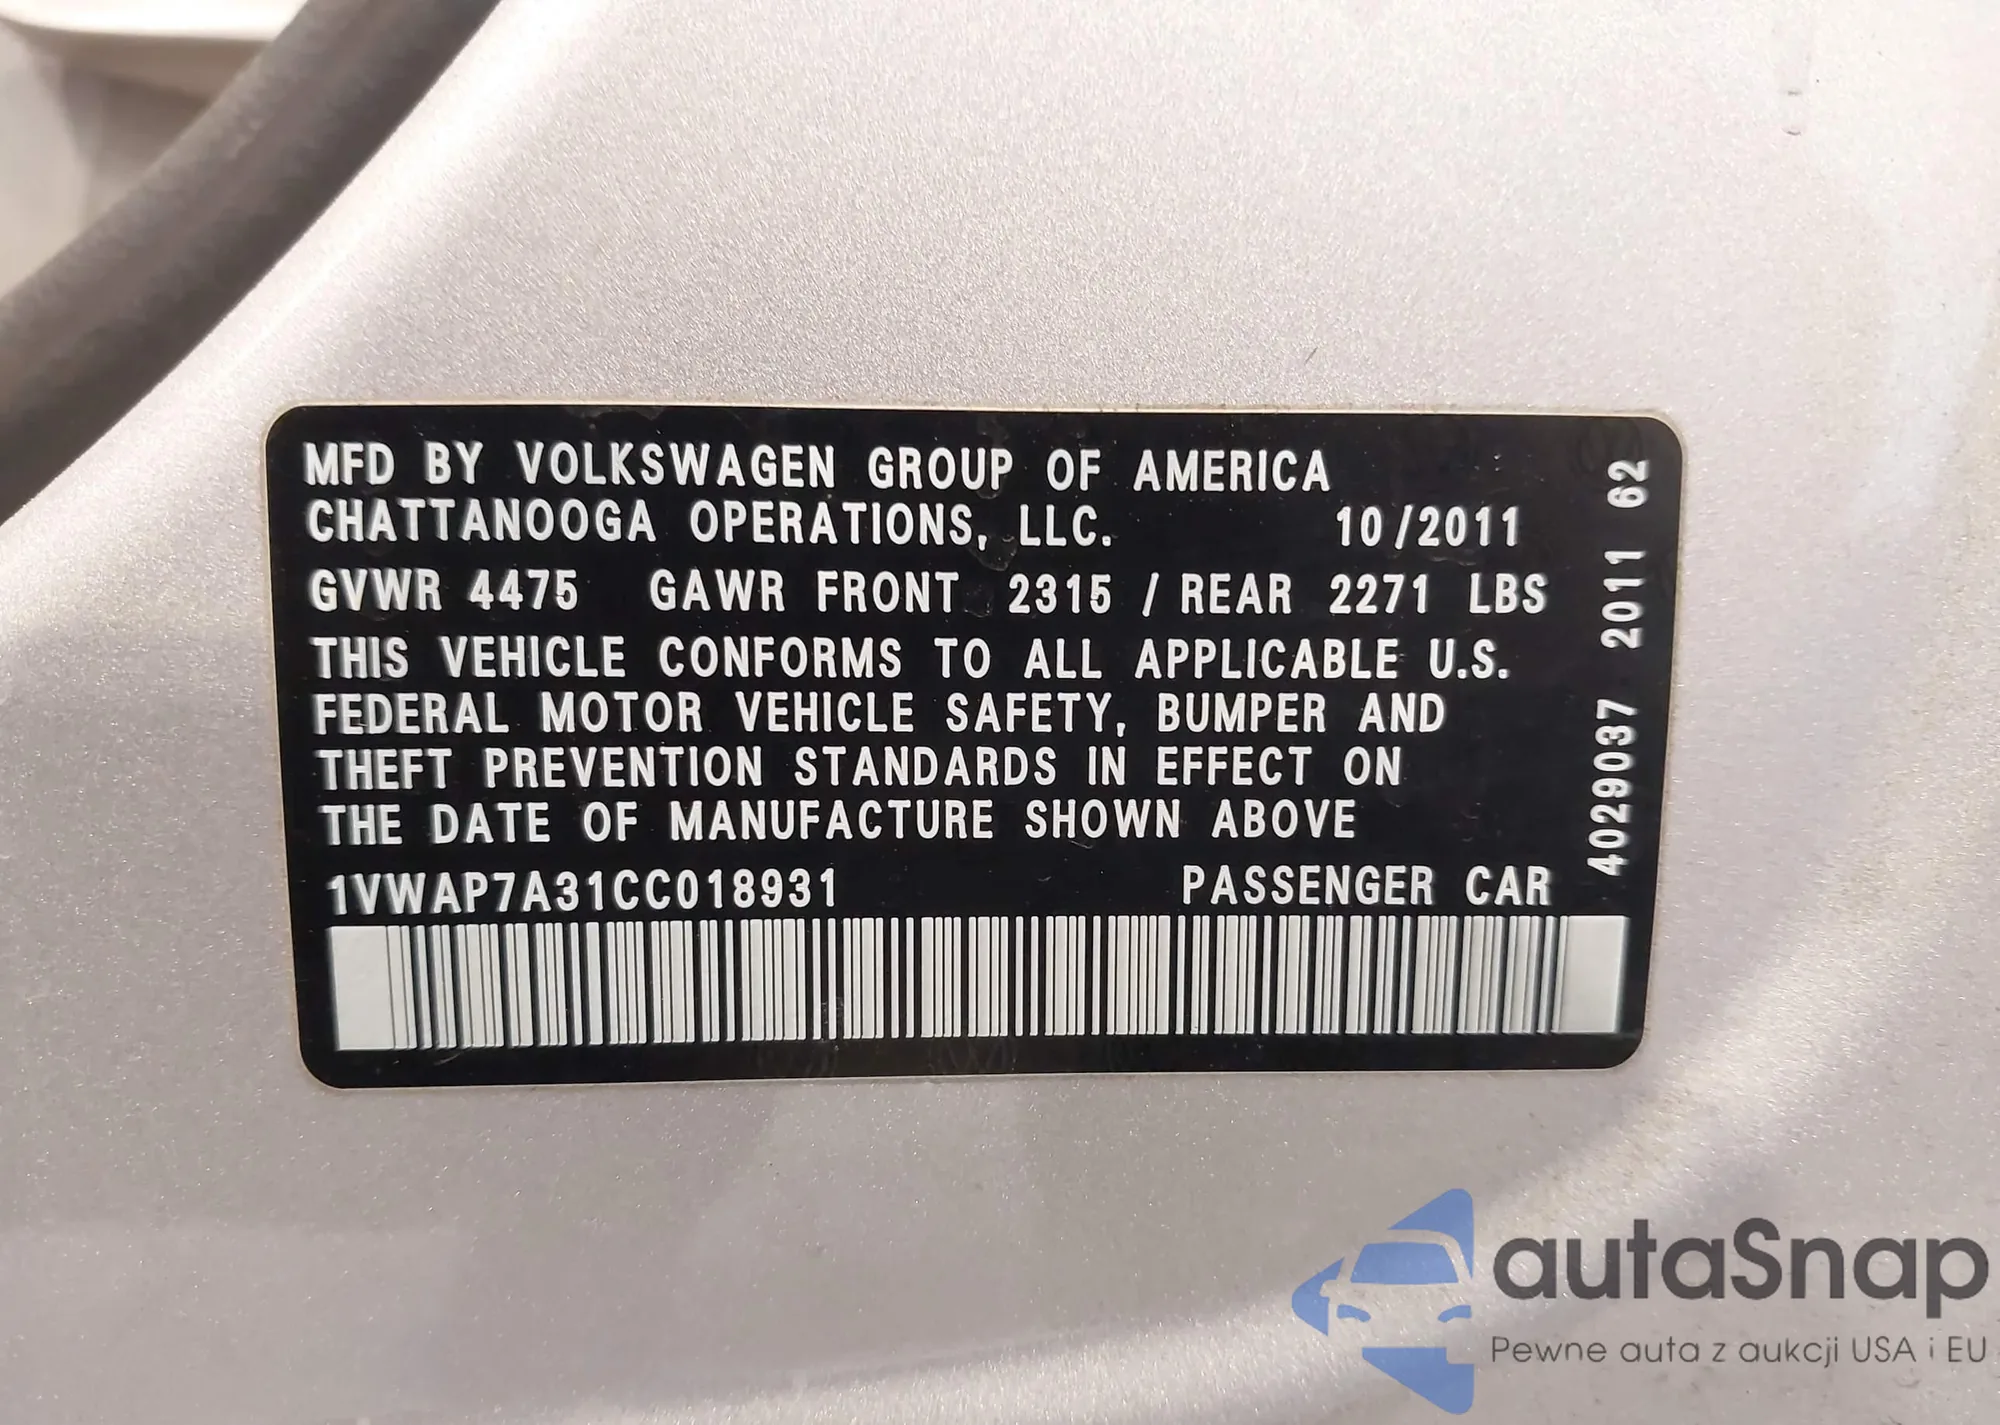 MFD BY VOLKSWAGEN GROUP OF AMERICA
CHATTANOOGA OPERATIONS, LLC. 10/2011
GVWR 4475 GAWR FRONT 2315 / REAR 2271 LBS
THIS VEHICLE CONFORMS TO ALL APPLICABLE U.S.
FEDERAL MOTOR VEHICLE SAFETY, BUMPER AND
THEFT PREVENTION STANDARDS IN EFFECT ON
THE DATE OF MANUFACTURE SHOWN ABOVE
1VWAP7A31CC018931 PASSENGER CAR
4029037 2011 62
autaSnap
Pewne auta z aukcji USA i EU